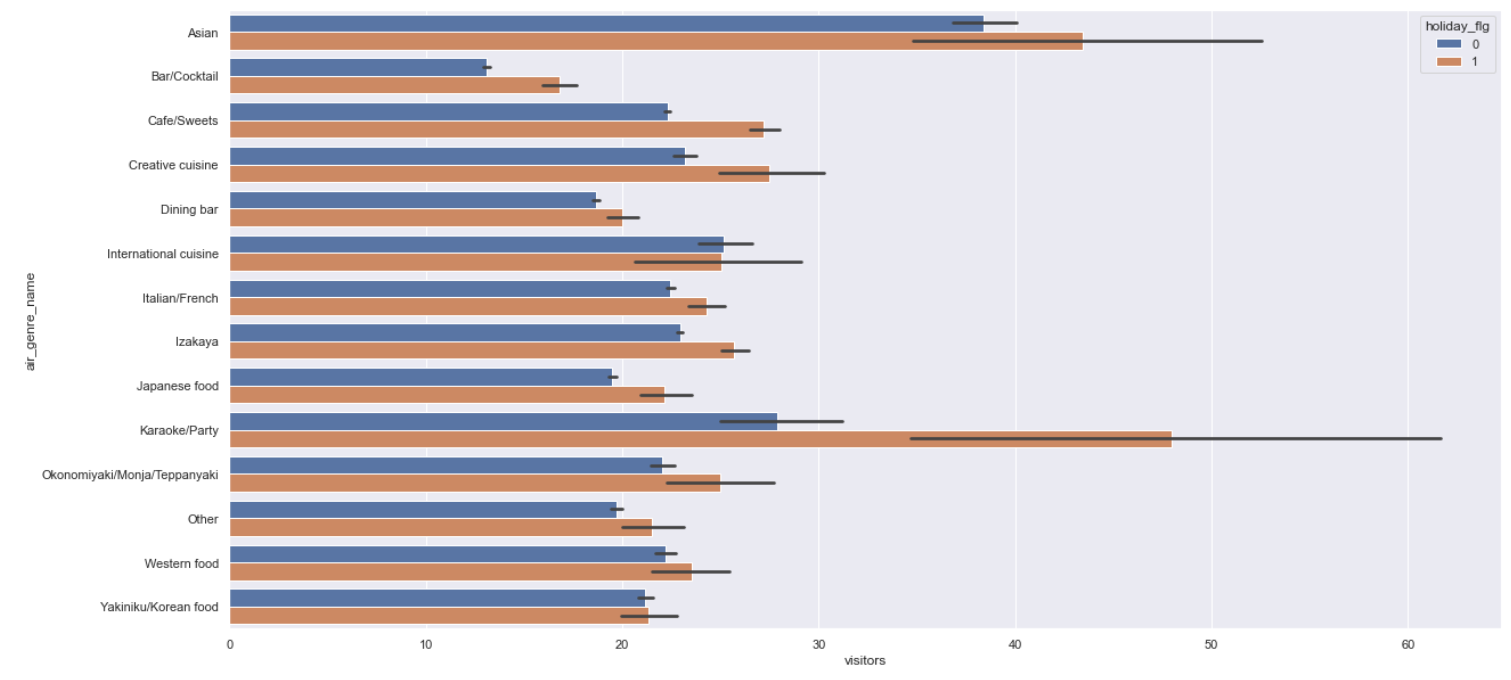 holiday_flg
0
1
air_genre_name
Asian
Bar/Cocktail
Cafe/Sweets
Creative cuisine
Dining bar
International cuisine
Italian/French
Izakaya
Japanese food
Karaoke/Party
Okonomiyaki/Monja/Teppanyaki
Other
Western food
Yakiniku/Korean food
0 10 20 30 40 50 60
visitors